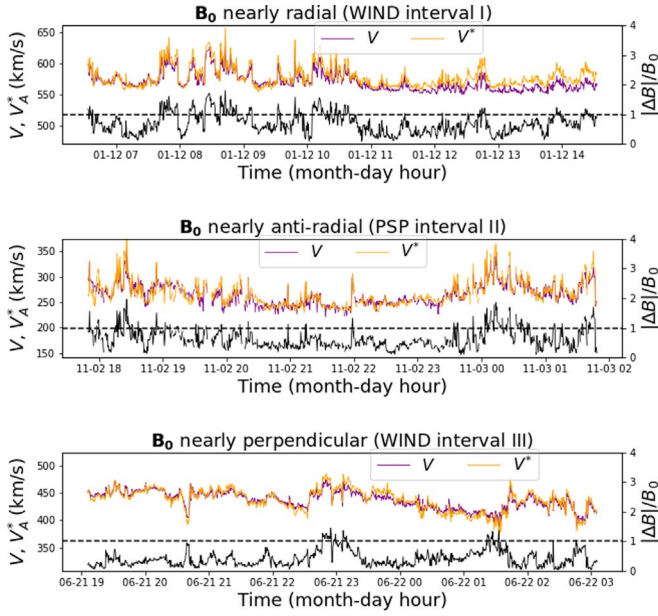 B₀ nearly radial (WIND interval I)
V V*
650
600
550
500
V, V*_A (km/s)
4
3
2
1
0
|ΔB|/B₀
01-12 07 01-12 08 01-12 09 01-12 10 01-12 11 01-12 12 01-12 13 01-12 14
Time (month-day hour)
B₀ nearly anti-radial (PSP interval II)
V V*
350
300
250
200
150
V, V*_A (km/s)
4
3
2
1
0
|ΔB|/B₀
11-02 18 11-02 19 11-02 20 11-02 21 11-02 22 11-02 23 11-03 00 11-03 01 11-03 02
Time (month-day hour)
B₀ nearly perpendicular (WIND interval III)
V V*
500
450
400
350
V, V*_A (km/s)
4
3
2
1
0
|ΔB|/B₀
06-21 19 06-21 20 06-21 21 06-21 22 06-21 23 06-22 00 06-22 01 06-22 02 06-22 03
Time (month-day hour)